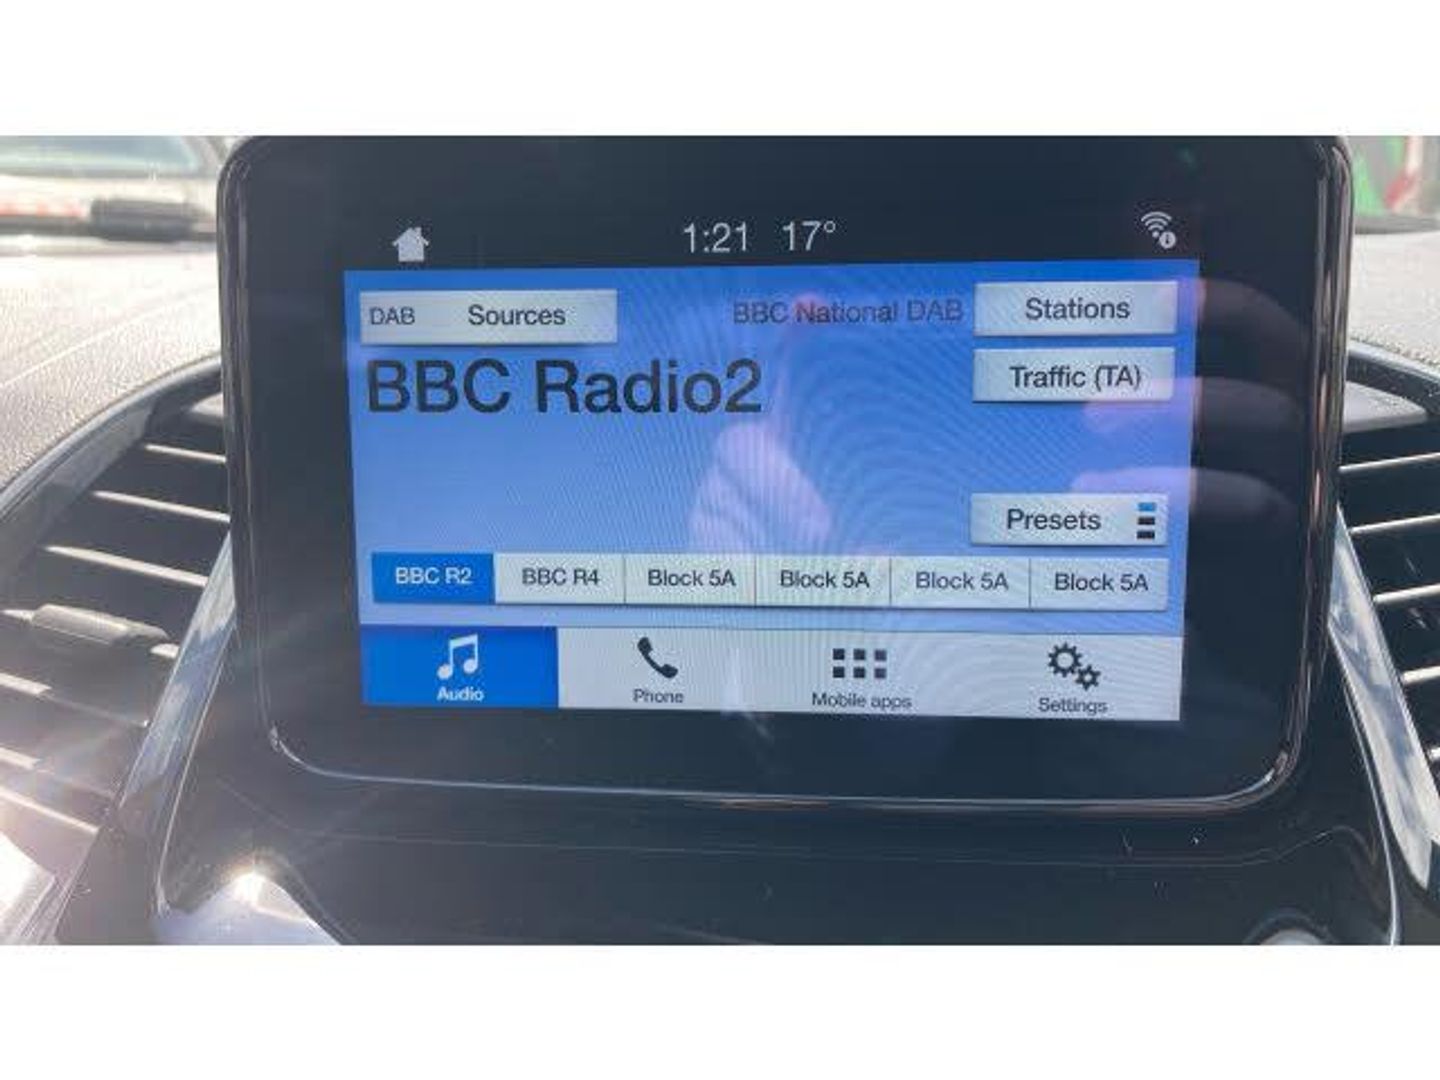 1:21 17°
DAB Sources
BBC National DAB
Stations
BBC Radio2
Traffic (TA)
Presets
BBC R2
BBC R4
Block 5A
Block 5A
Block 5A
Block 5A
Audio
Phone
Mobile apps
Settings